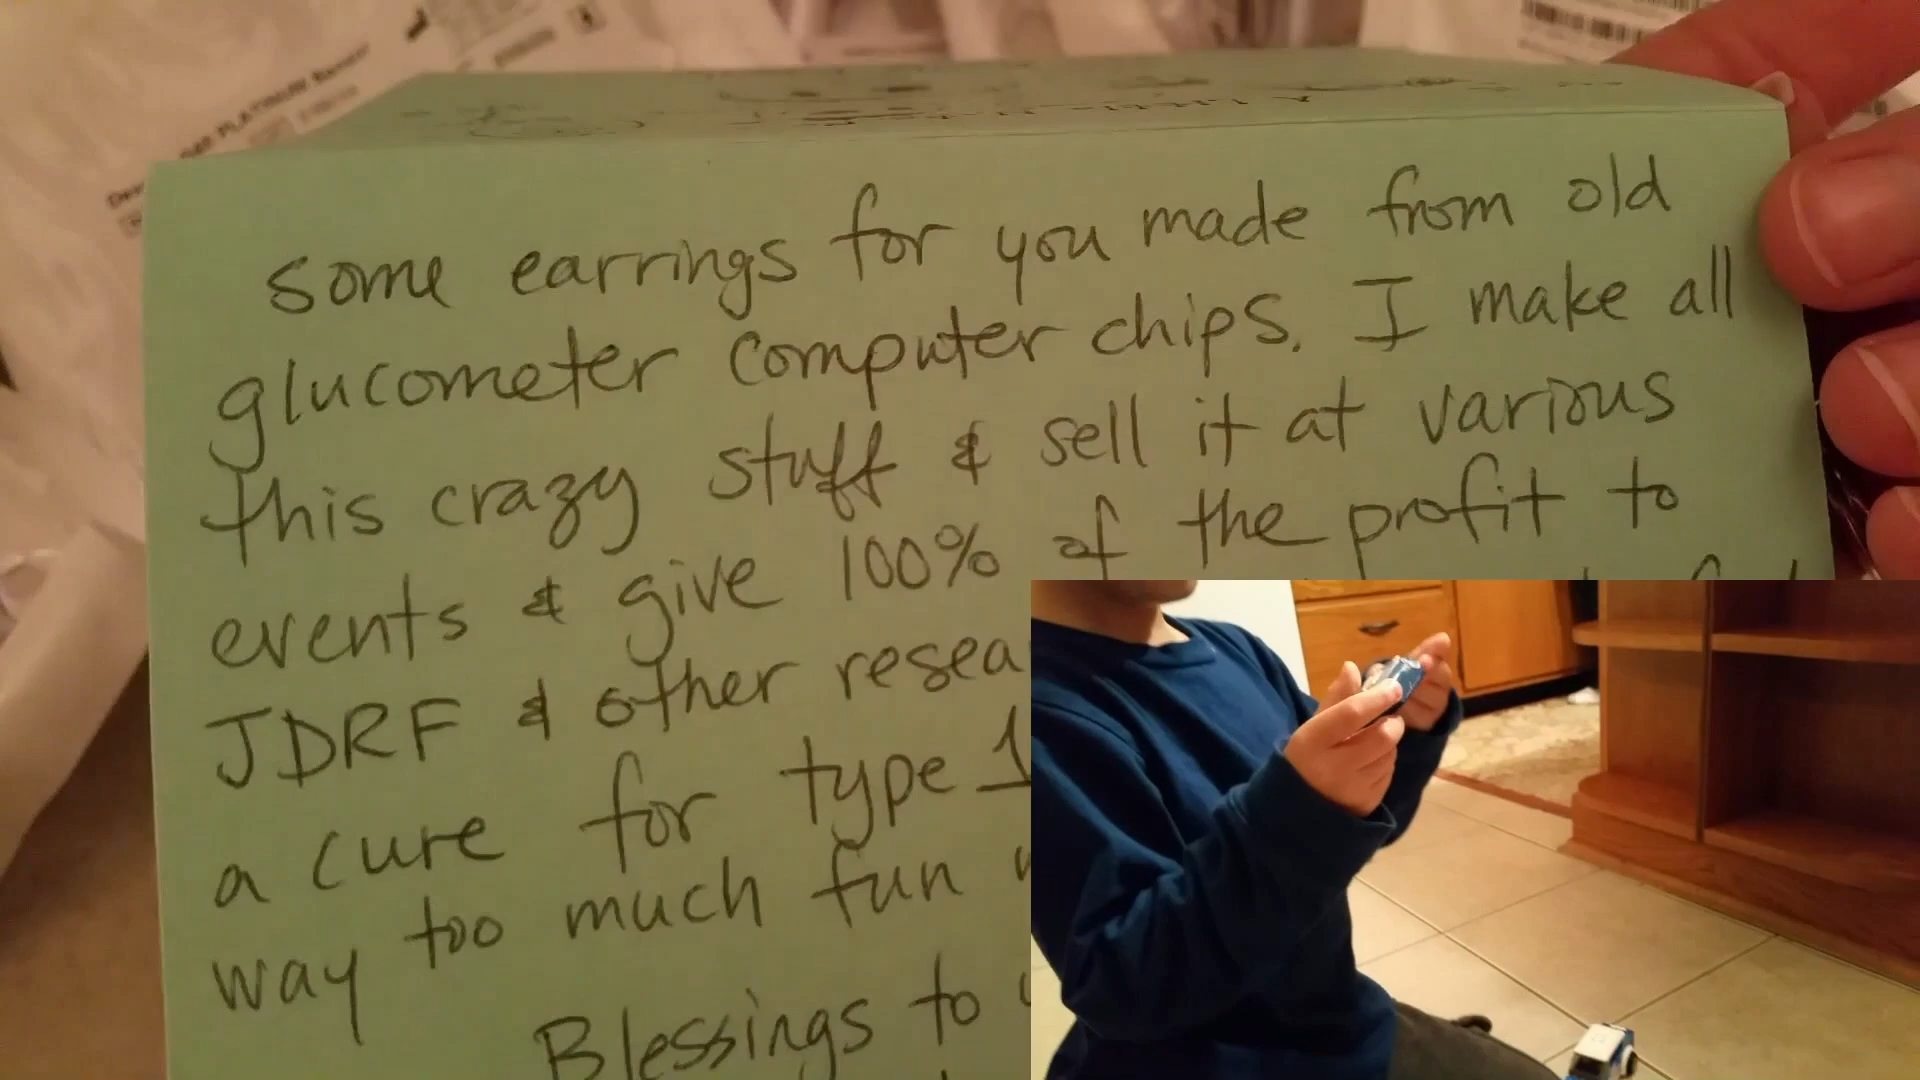 some earrings for you made from old
glucometer computer chips. I make all
this crazy stuff & sell it at various
events & give 100% of the profit to
JDRF & other
a cure for type 1
way too much fun
Blessings to